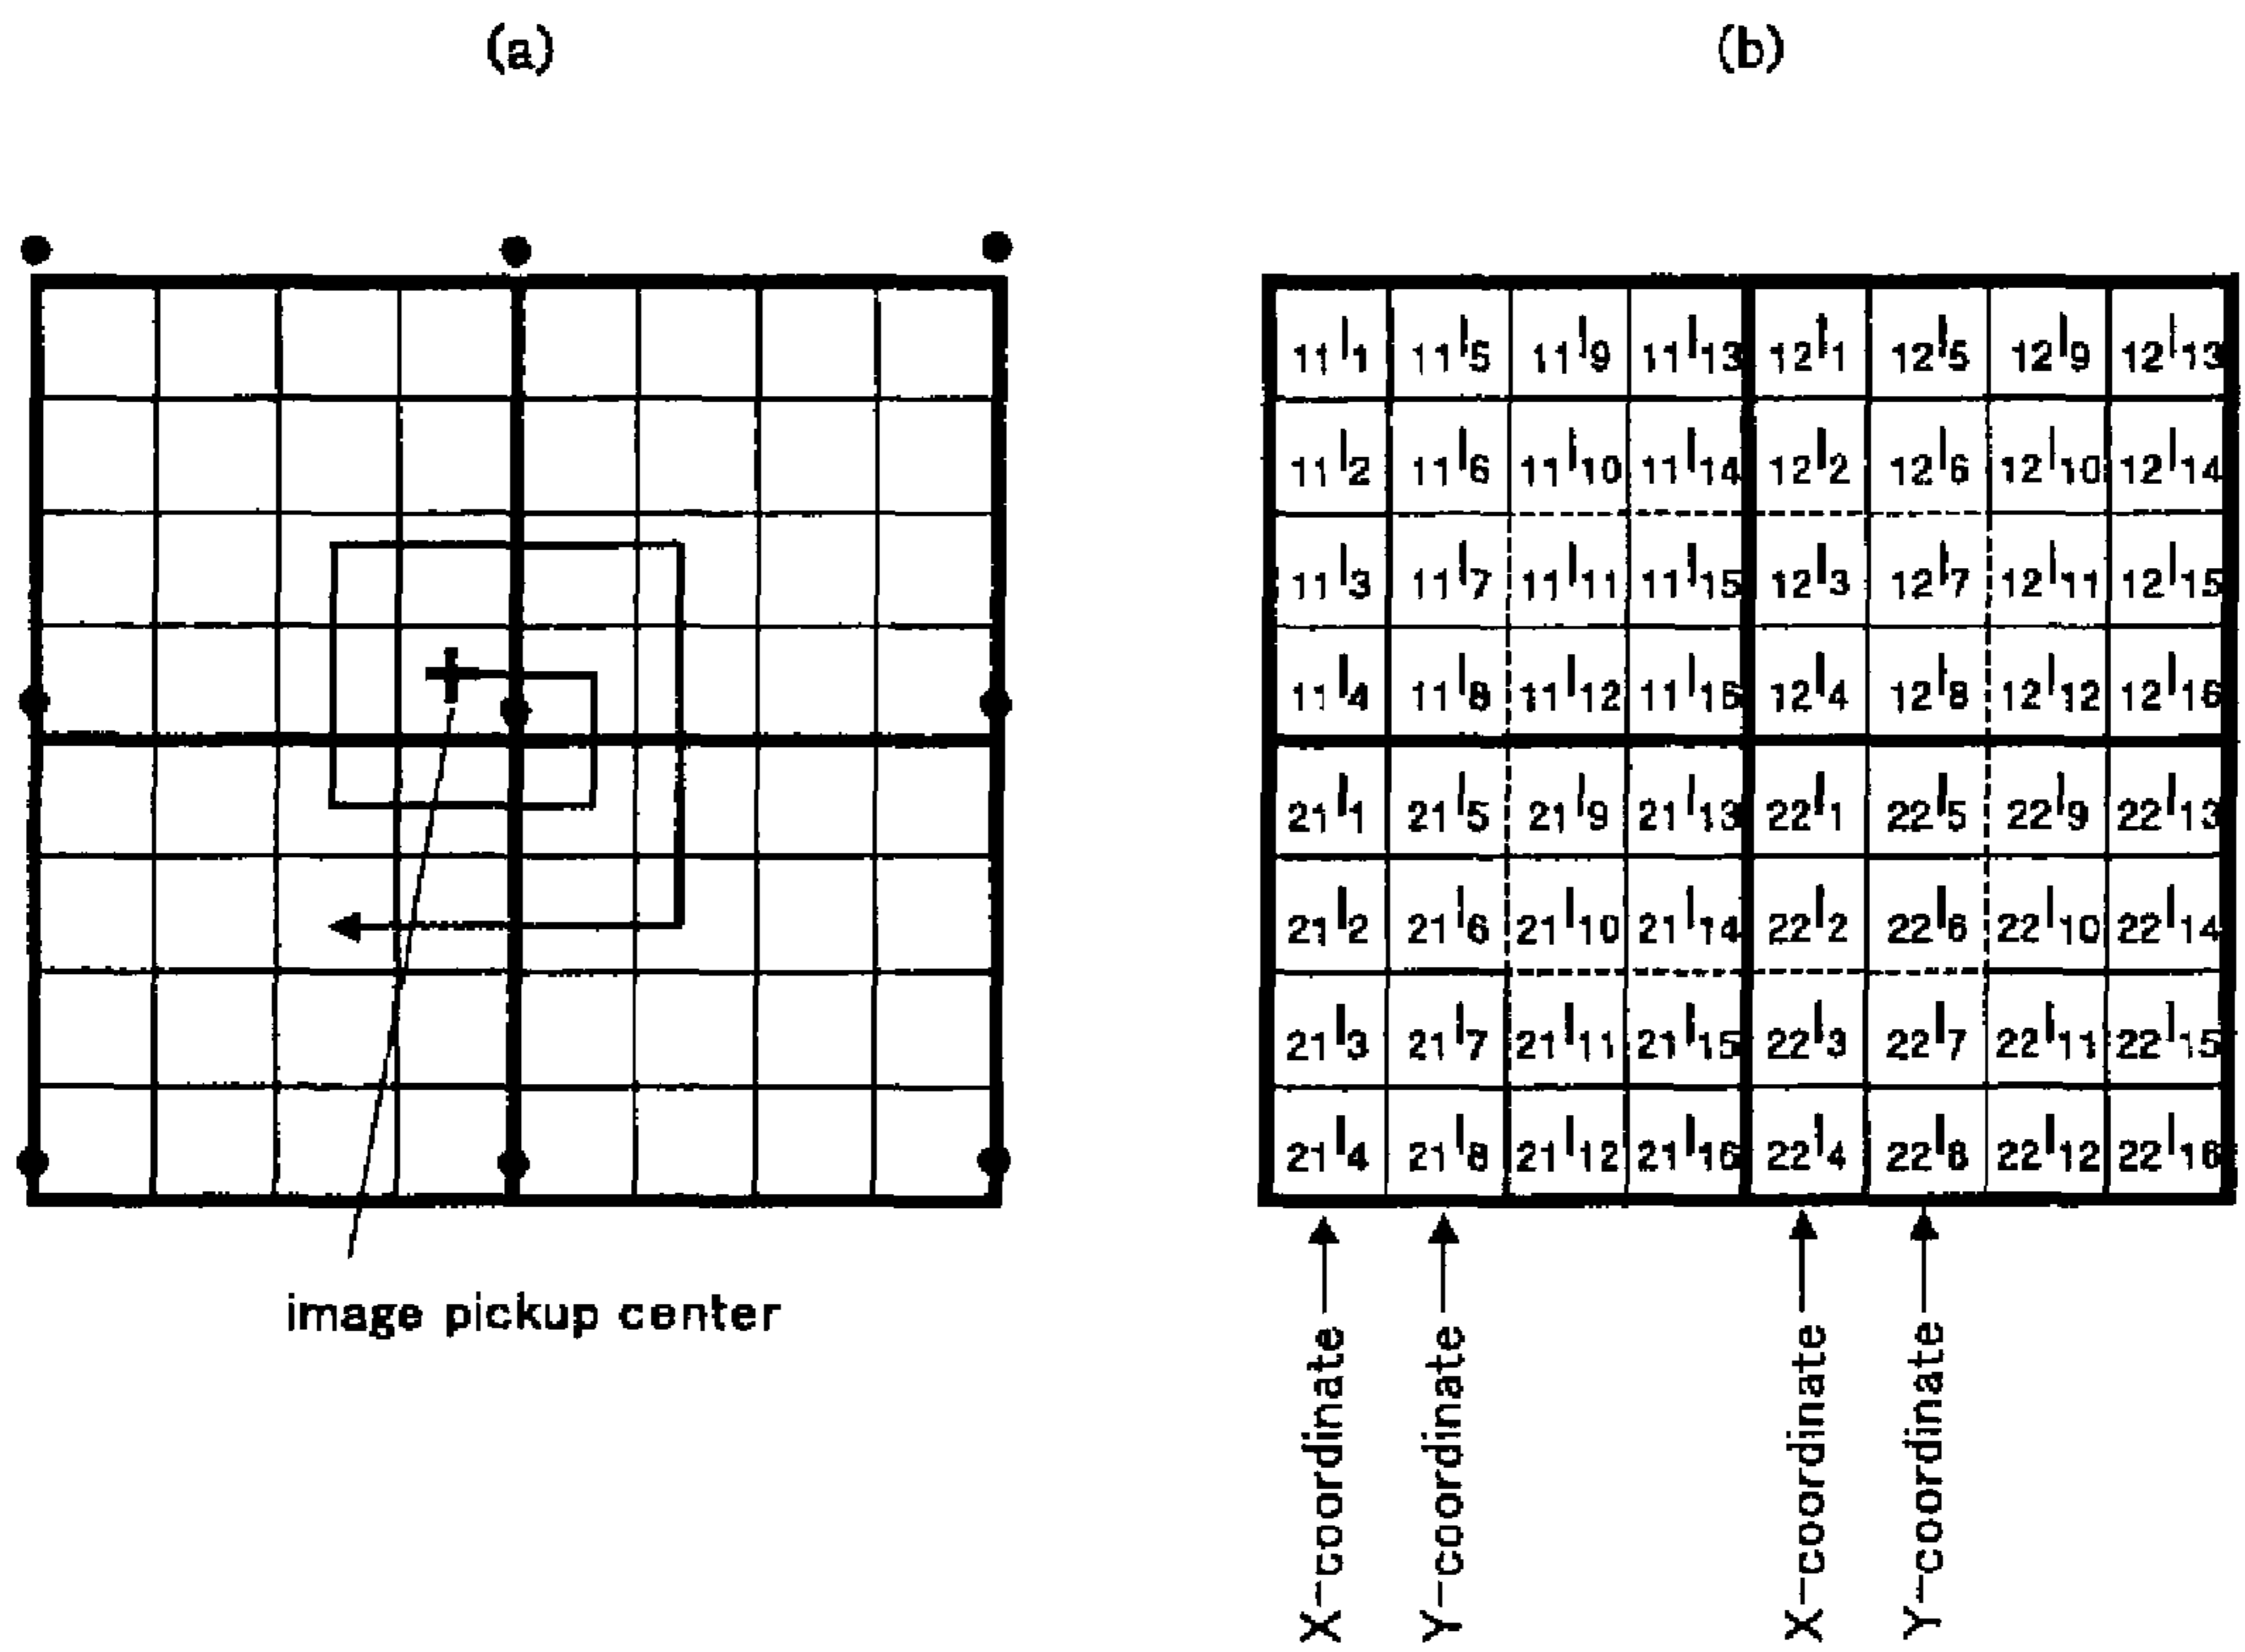 (a) (b)
11I1 11I5 11I9 11I13 12I1 12I5 12I9 12I13
11I2 11I6 11I10 11I14 12I2 12I6 12I10 12I14
11I3 11I7 11I11 11I15 12I3 12I7 12I11 12I15
11I4 11I8 11I12 11I16 12I4 12I8 12I12 12I16
21I1 21I5 21I9 21I13 22I1 22I5 22I9 22I13
21I2 21I6 21I10 21I14 22I2 22I6 22I10 22I14
21I3 21I7 21I11 21I15 22I3 22I7 22I11 22I15
21I4 21I8 21I12 21I16 22I4 22I8 22I12 22I16
image pickup center
X-coordinate
Y-coordinate
X-coordinate
Y-coordinate